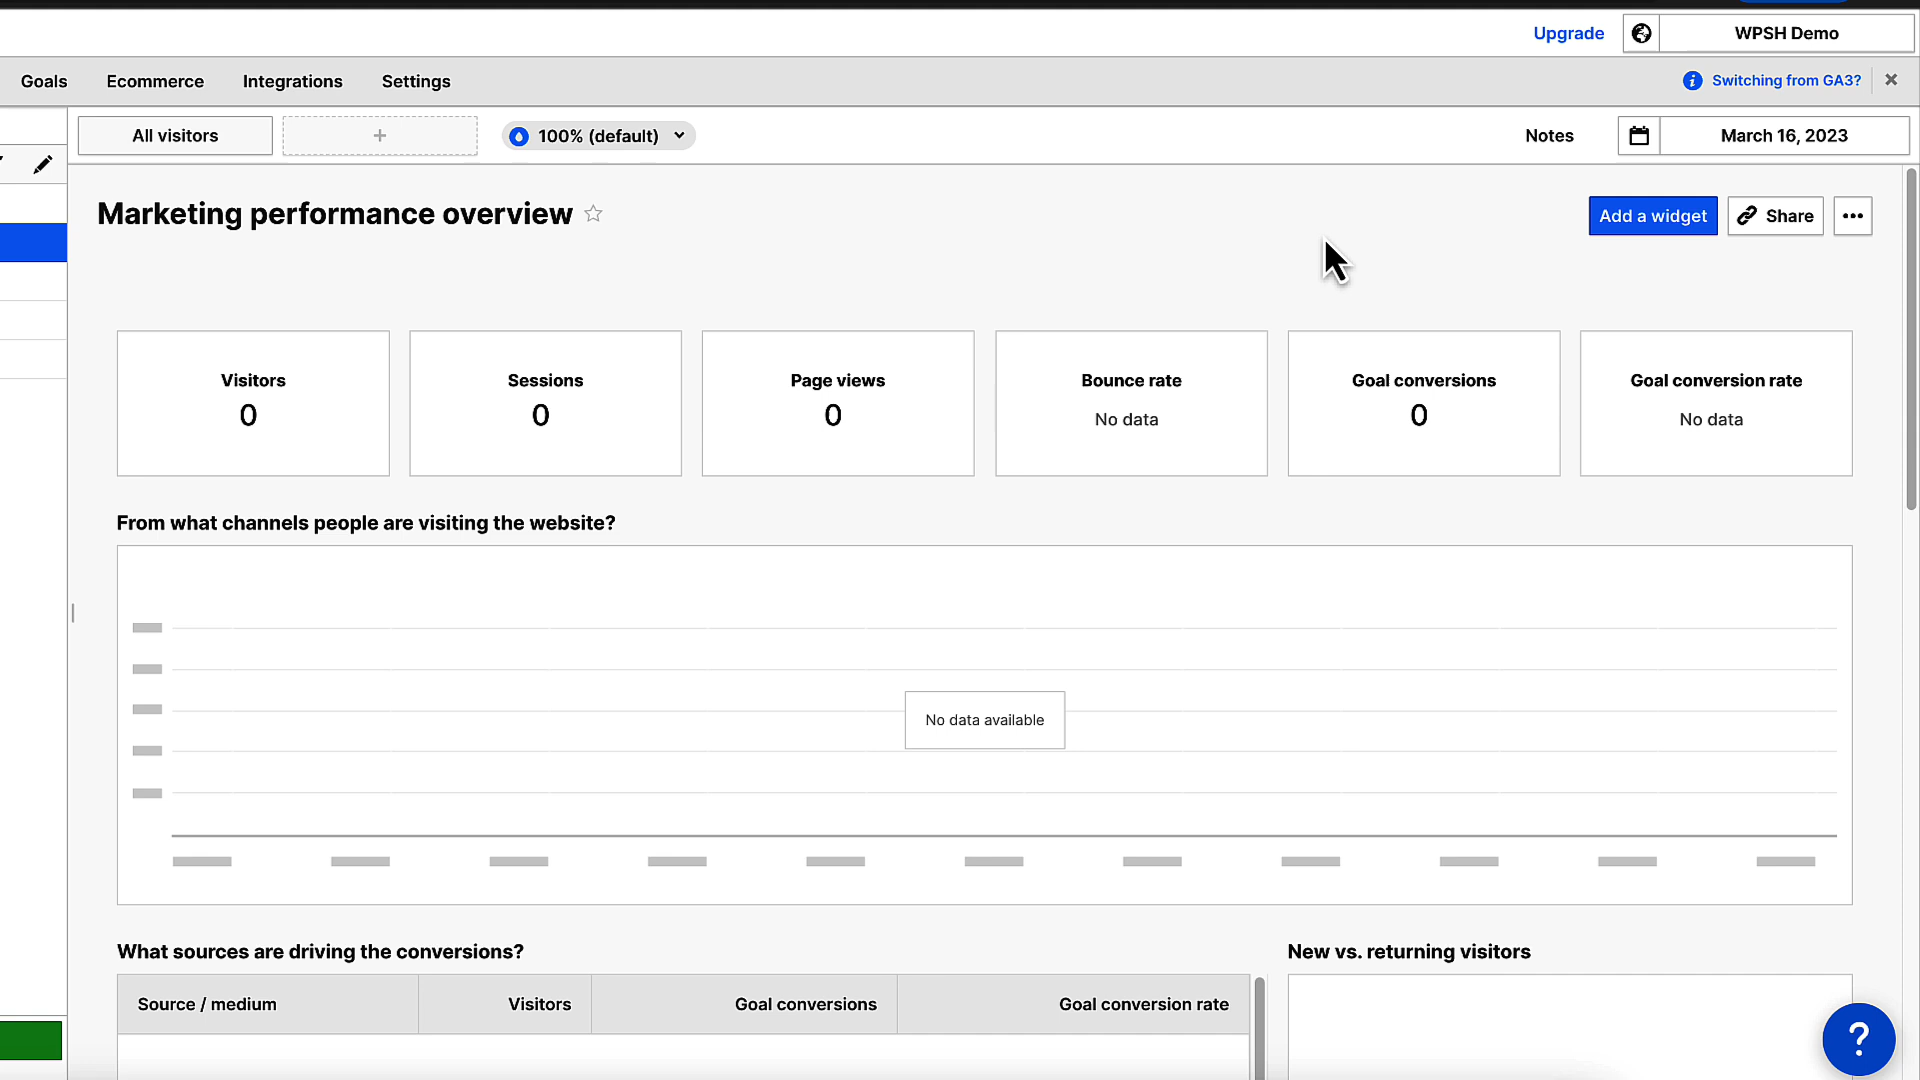 Upgrade
WPSH Demo
Goals
Ecommerce
Integrations
Settings
Switching from GA3?
All visitors
+
100% (default)
Notes
March 16, 2023
Marketing performance overview
Add a widget
Share
Visitors
0
Sessions
0
Page views
0
Bounce rate
No data
Goal conversions
0
Goal conversion rate
No data
From what channels people are visiting the website?
No data available
What sources are driving the conversions?
New vs. returning visitors
Source / medium
Visitors
Goal conversions
Goal conversion rate
?